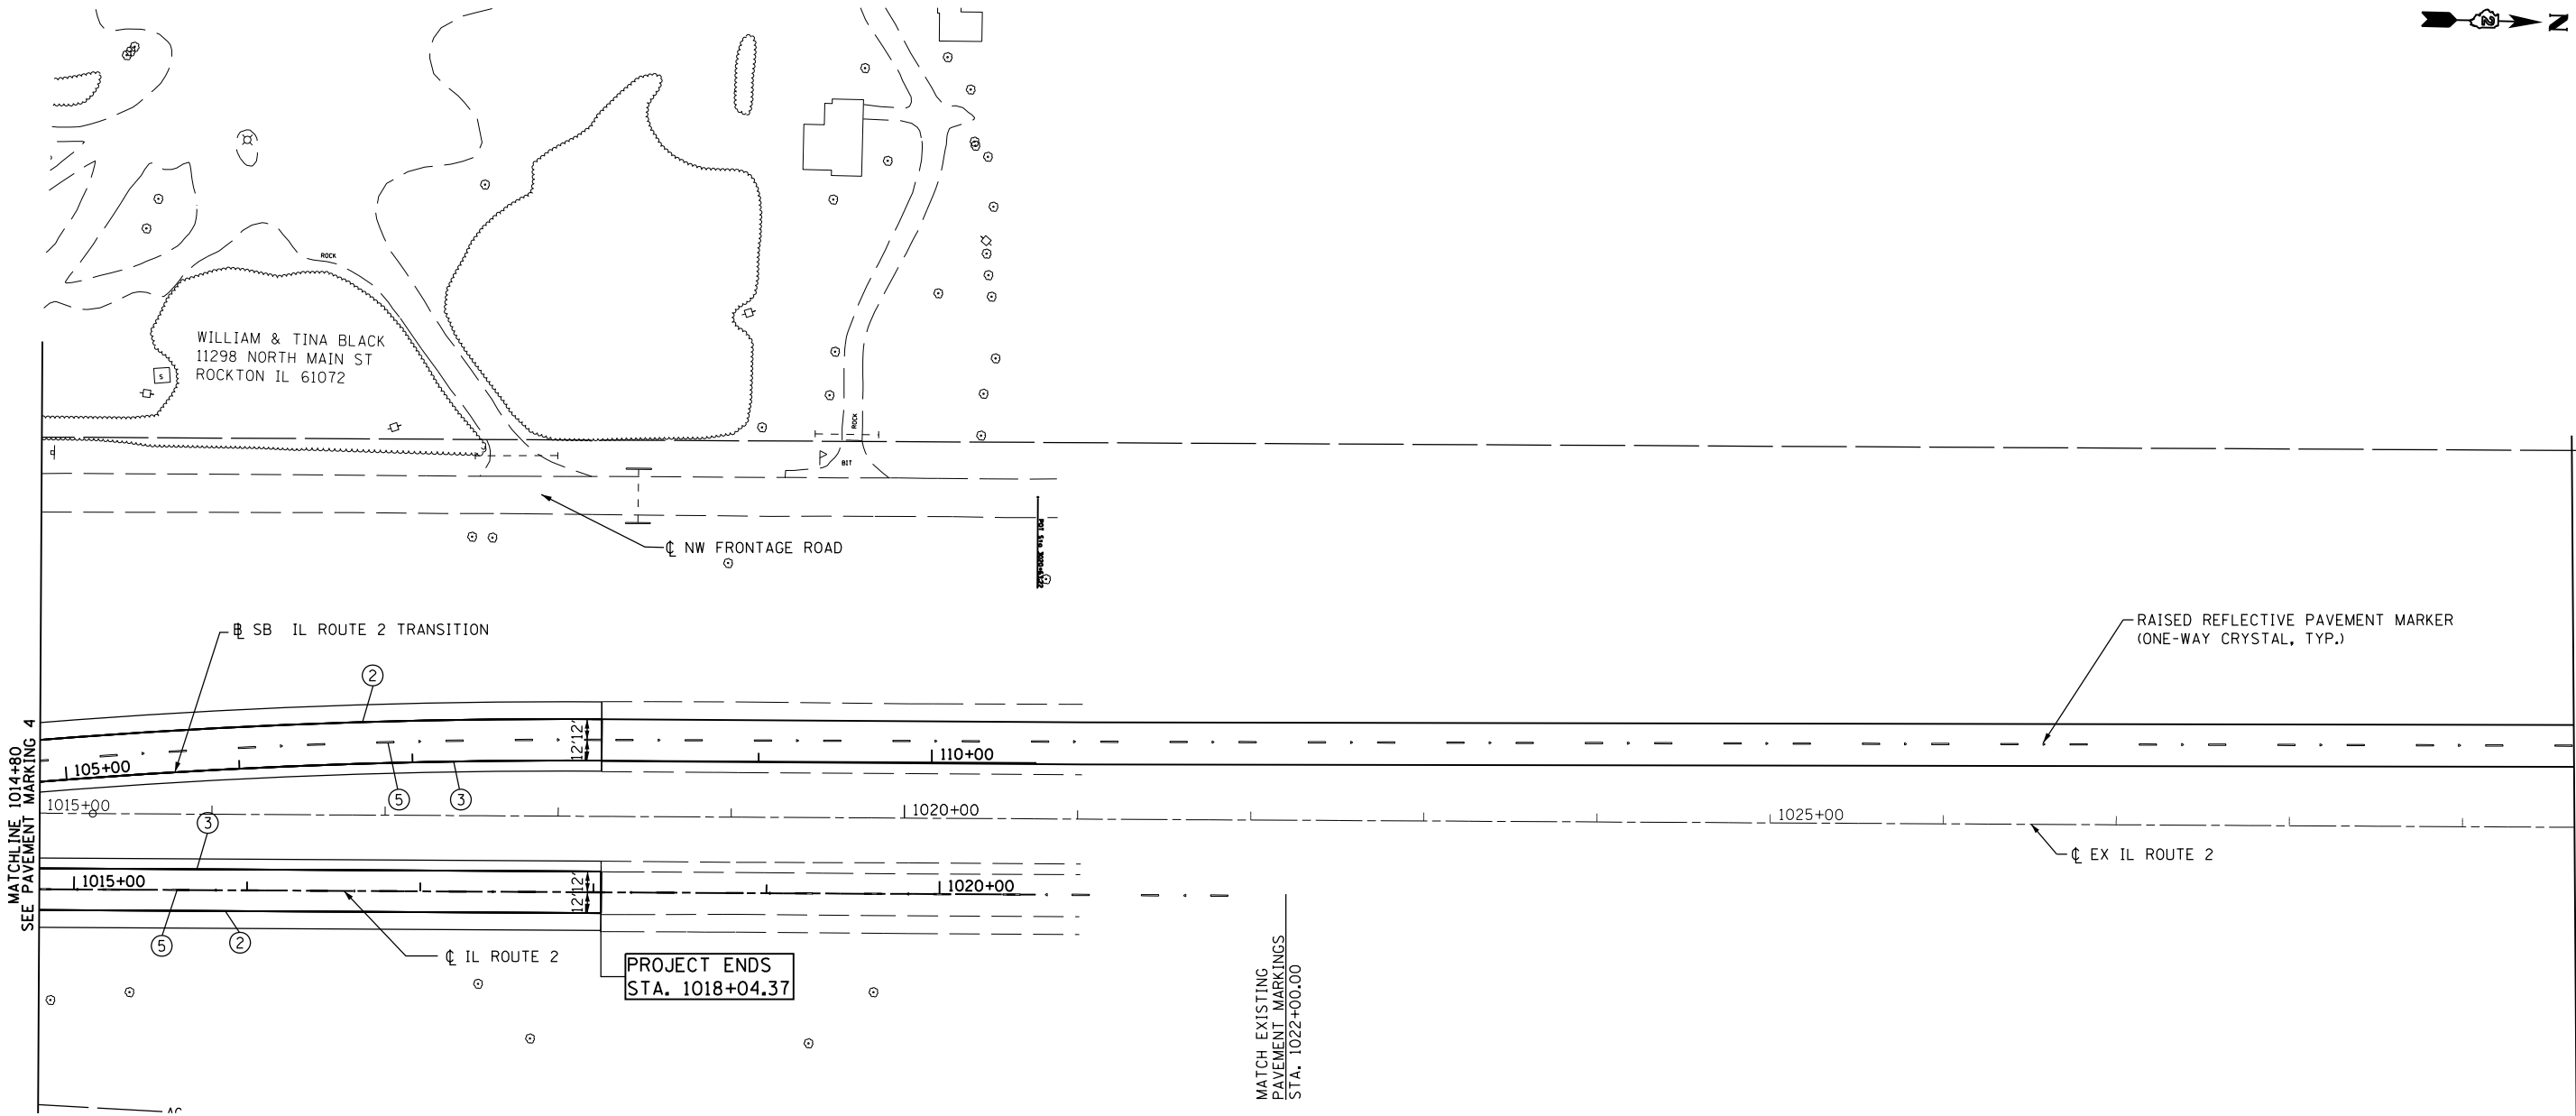 N
2
ROCK
WILLIAM & TINA BLACK
11298 NORTH MAIN ST
ROCKTON IL 61072
S
ROCK
BIT
℄ NW FRONTAGE ROAD
RAISED REFLECTIVE PAVEMENT MARKER
(ONE-WAY CRYSTAL, TYP.)
SB IL ROUTE 2 TRANSITION
2
12'
12'
105+00
110+00
5
3
MATCHLINE 1014+80
SEE PAVEMENT MARKING 4
1015+00
1020+00
1025+00
3
℄ EX IL ROUTE 2
1015+00
12'
12'
1020+00
5
2
℄ IL ROUTE 2
PROJECT ENDS
STA. 1018+04.37
MATCH EXISTING
PAVEMENT MARKINGS
STA. 1022+00.00